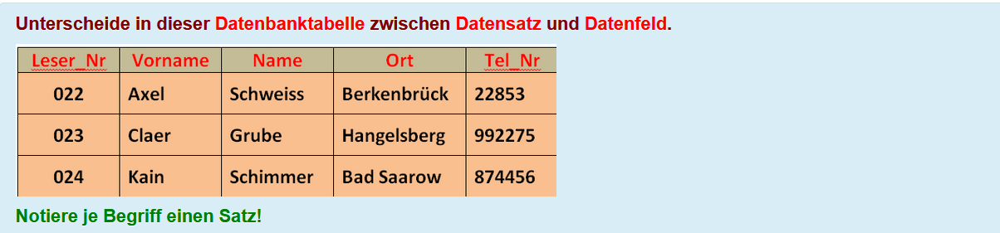 Unterscheide in dieser Datenbanktabelle zwischen Datensatz und Datenfeld.
Leser_Nr Vorname Name Ort Tel_Nr
022 Axel Schweiss Berkenbrück 22853
023 Claer Grube Hangelsberg 992275
024 Kain Schimmer Bad Saarow 874456
Notiere je Begriff einen Satz!